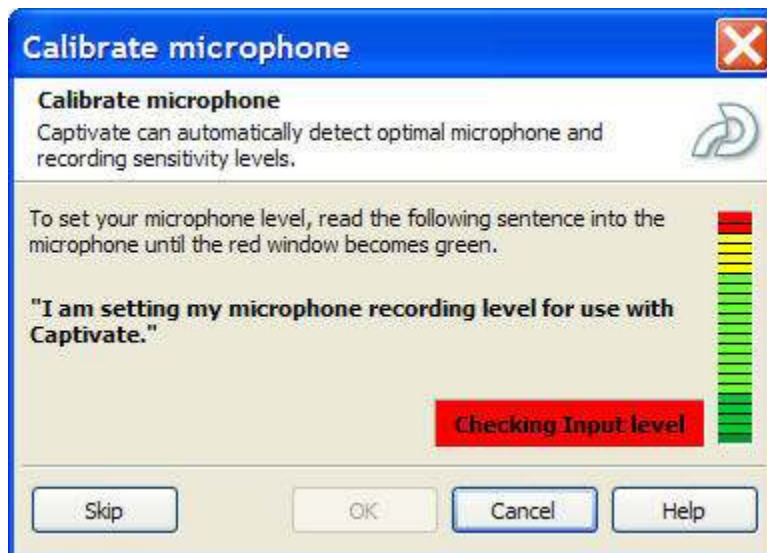 Calibrate microphone
Calibrate microphone
Captivate can automatically detect optimal microphone and
recording sensitivity levels.
To set your microphone level, read the following sentence into the
microphone until the red window becomes green.
"I am setting my microphone recording level for use with
Captivate."
Checking Input level
Skip
OK
Cancel
Help